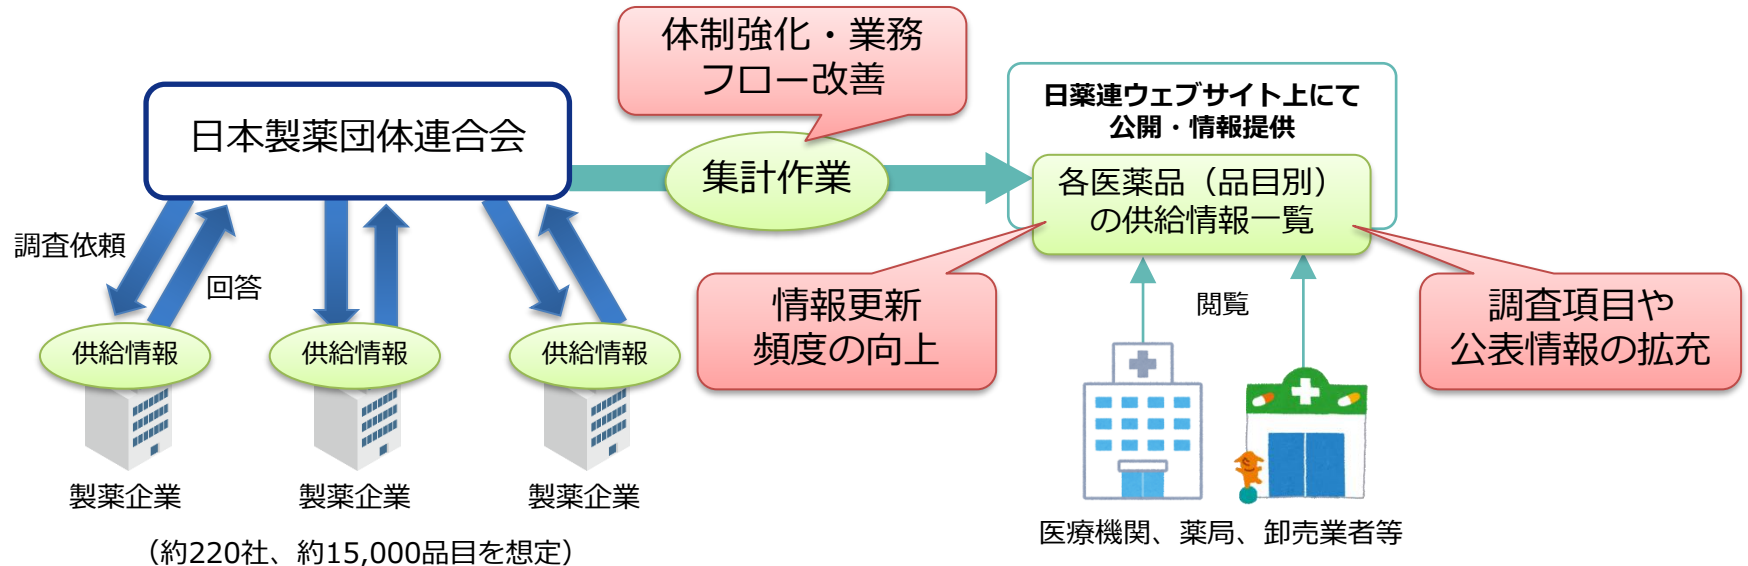 体制強化・業務
フロー改善
日本製薬団体連合会
集計作業
日薬連ウェブサイト上にて
公開・情報提供
各医薬品（品目別）
の供給情報一覧
調査依頼
回答
情報更新
頻度の向上
閲覧
調査項目や
公表情報の拡充
供給情報
供給情報
供給情報
製薬企業
製薬企業
製薬企業
（約220社、約15,000品目を想定）
医療機関、薬局、卸売業者等